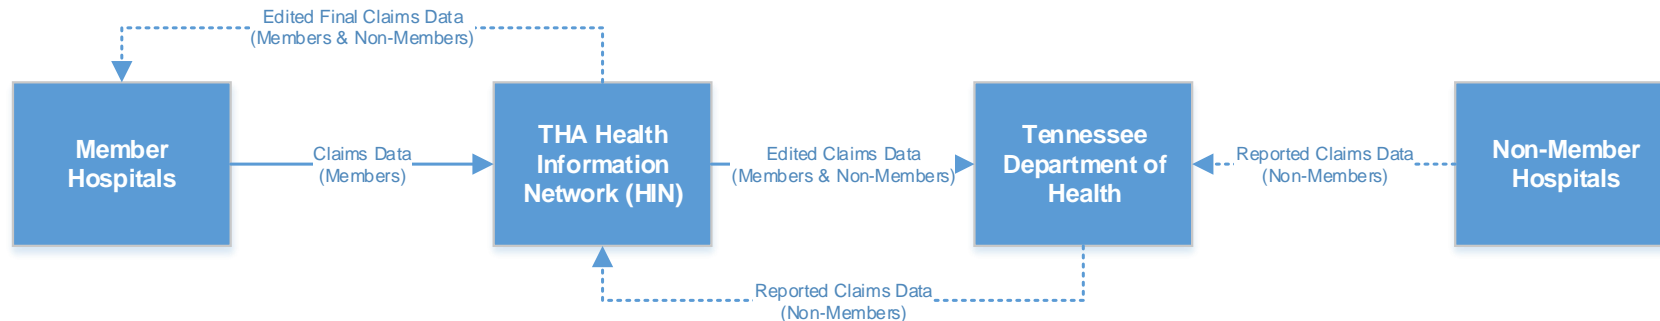 Edited Final Claims Data
(Members & Non-Members)
Member
Hospitals
Claims Data
(Members)
THA Health
Information
Network (HIN)
Edited Claims Data
(Members & Non-Members)
Tennessee
Department of
Health
Reported Claims Data
(Non-Members)
Non-Member
Hospitals
Reported Claims Data
(Non-Members)